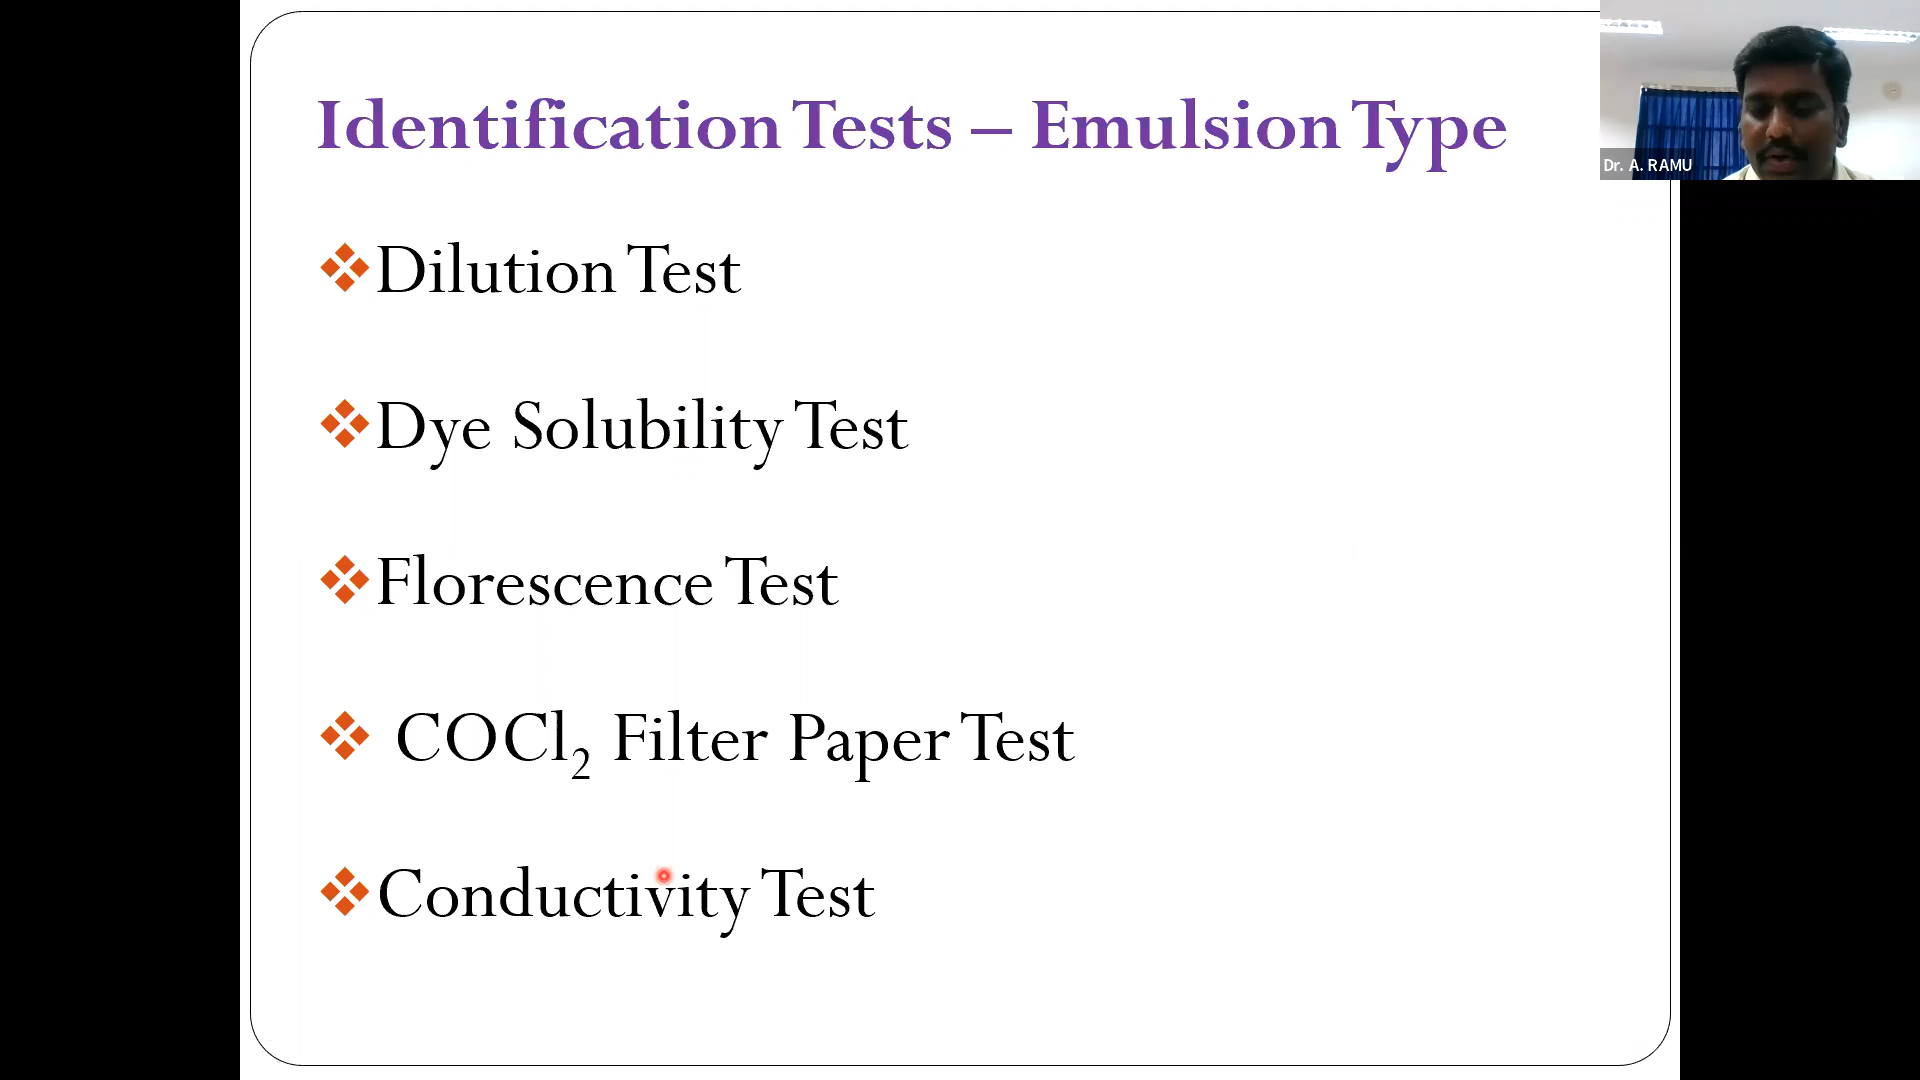 Identification Tests – Emulsion Type
Dr. A. RAMU
Dilution Test
Dye Solubility Test
Florescence Test
COCl₂ Filter Paper Test
Conductivity Test